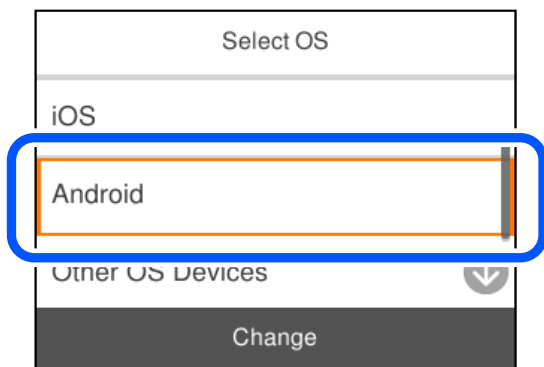 Select OS
iOS
Android
Other OS Devices
Change